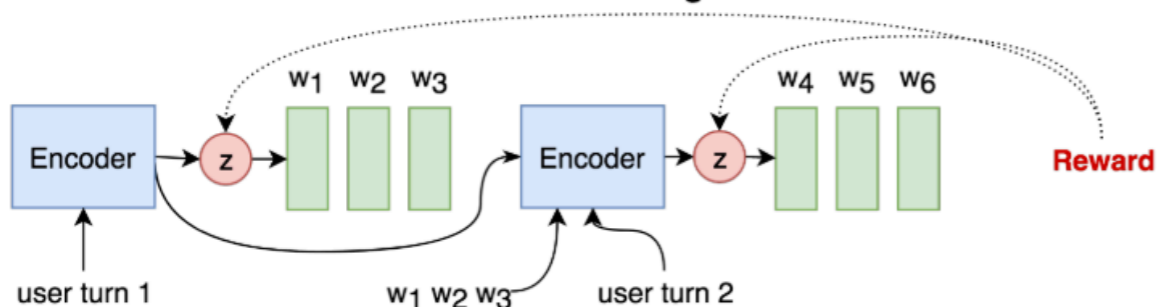 w1 w2 w3
w4 w5 w6
Encoder
z
Encoder
z
Reward
user turn 1
w1 w2 w3
user turn 2